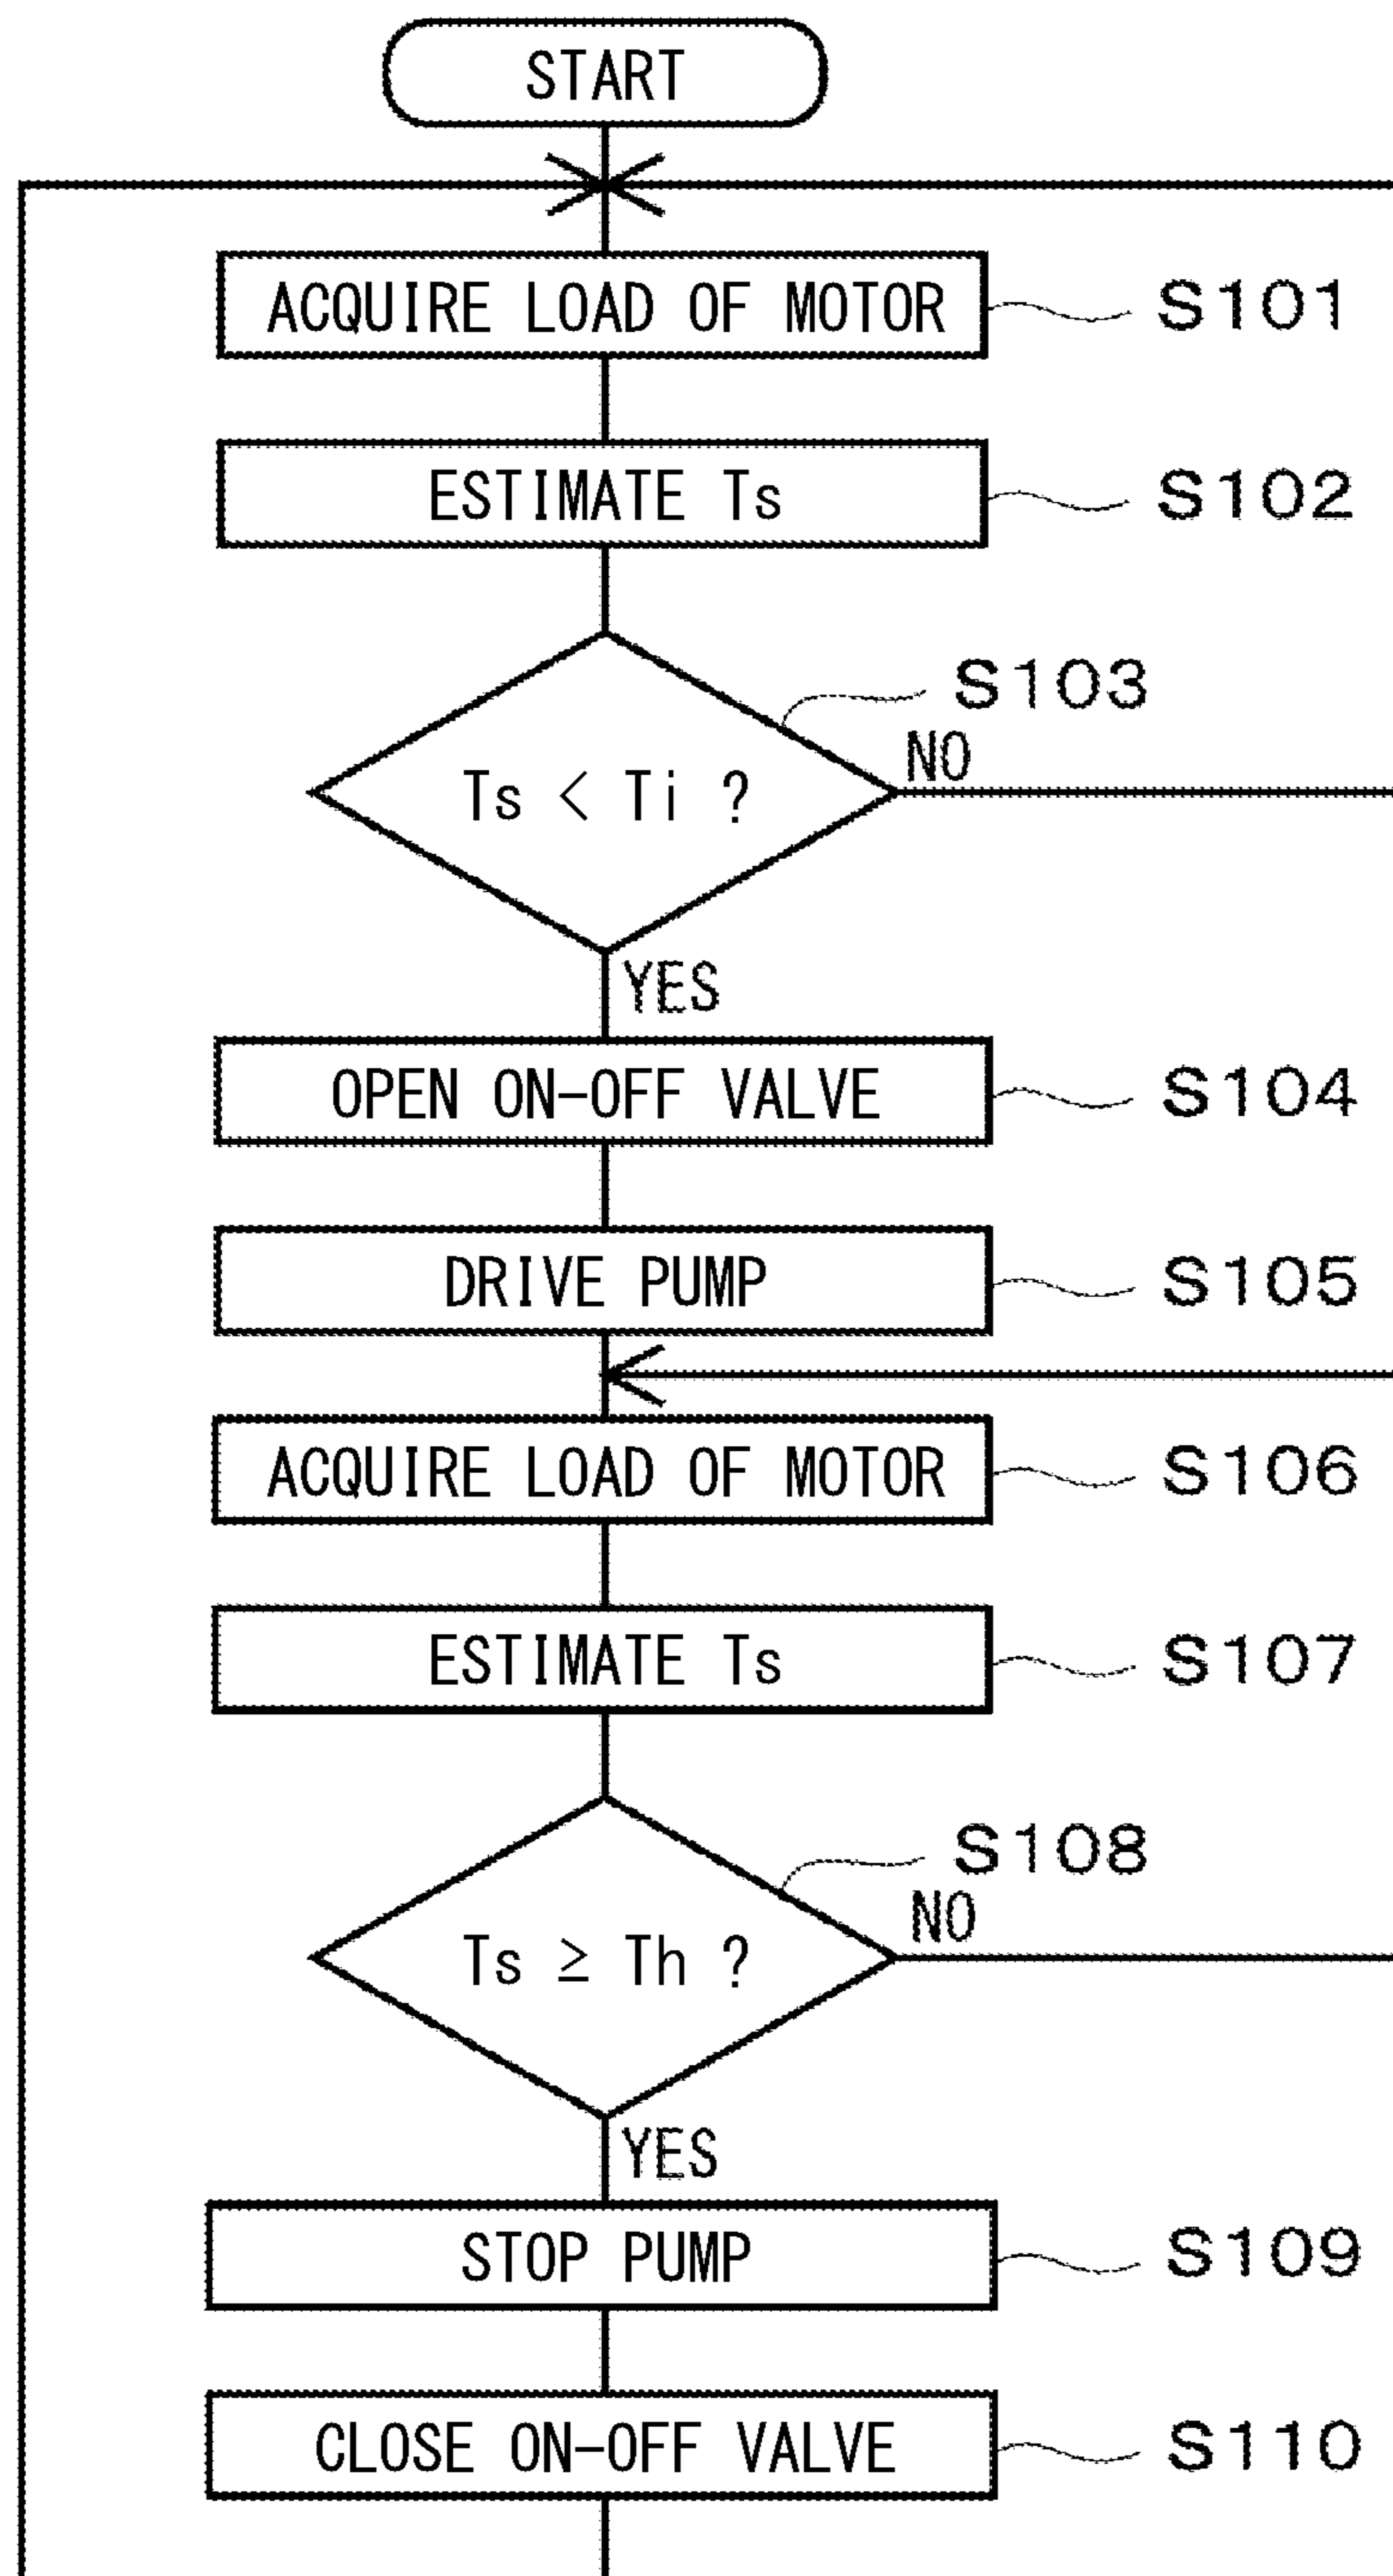 START
ACQUIRE LOAD OF MOTOR S101
ESTIMATE Ts S102
S103
Ts < Ti ? NO
YES
OPEN ON-OFF VALVE S104
DRIVE PUMP S105
ACQUIRE LOAD OF MOTOR S106
ESTIMATE Ts S107
S108
Ts ≥ Th ? NO
YES
STOP PUMP S109
CLOSE ON-OFF VALVE S110